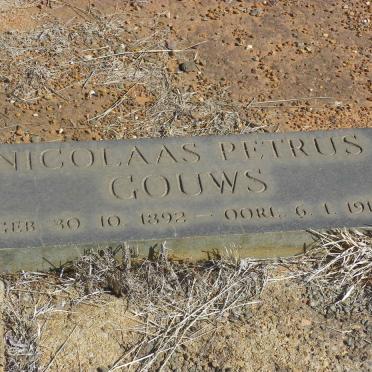 NICOLAAS PETRUS
GOUWS
GEB 30 10 1892 - OORL. 6. 1.